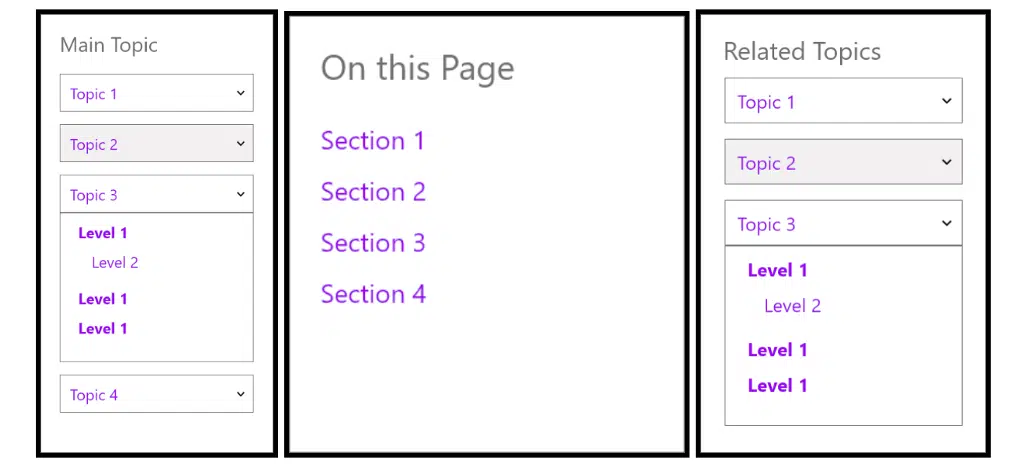 Main Topic
Topic 1
Topic 2
Topic 3
Level 1
Level 2
Level 1
Level 1
Topic 4
On this Page
Section 1
Section 2
Section 3
Section 4
Related Topics
Topic 1
Topic 2
Topic 3
Level 1
Level 2
Level 1
Level 1